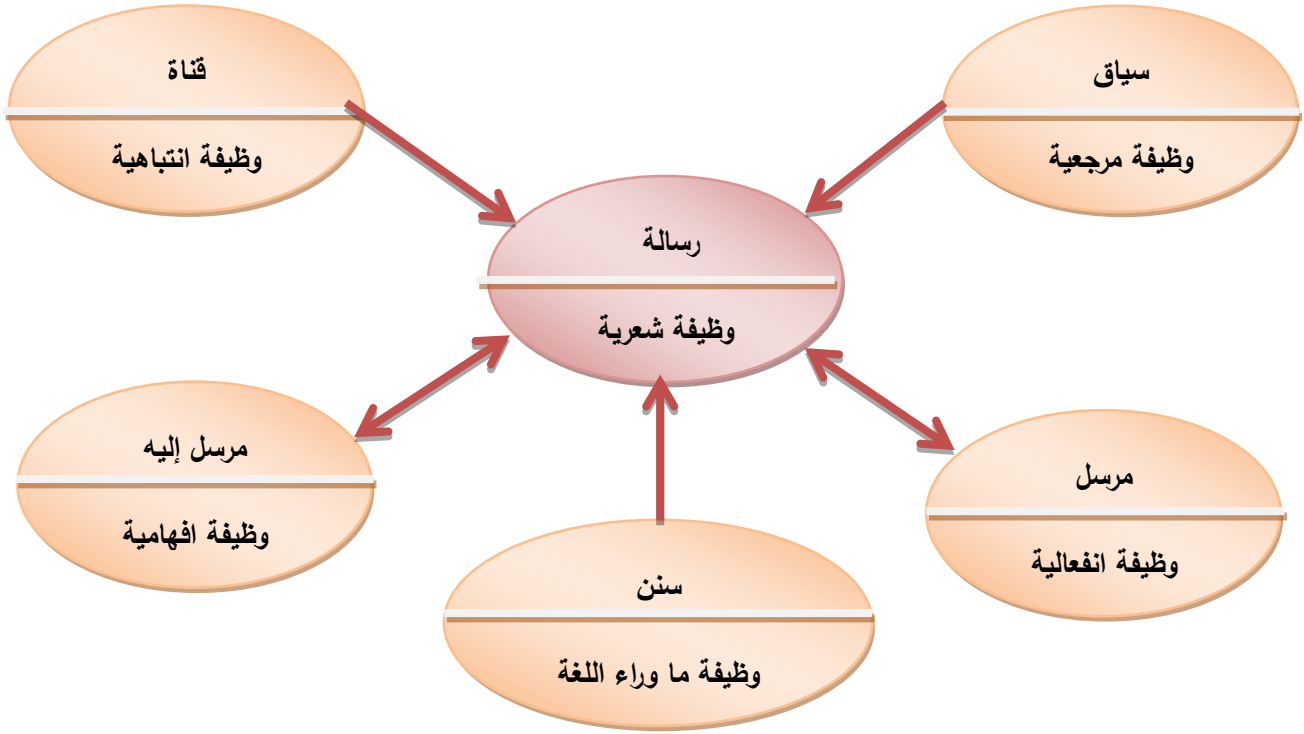 سياق
وظيفة مرجعية
قناة
وظيفة انتباهية
رسالة
وظيفة شعرية
مرسل
وظيفة انفعالية
مرسل إليه
وظيفة افهامية
سنن
وظيفة ما وراء اللغة